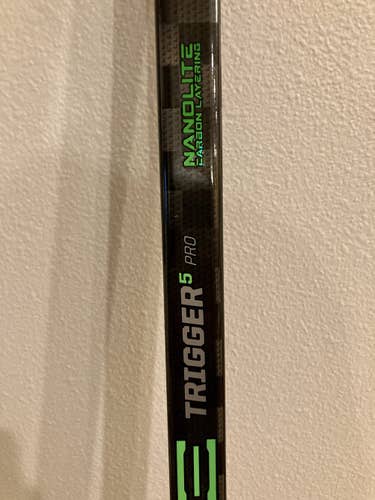 NANOLITE
CARBON LAYERING
TRIGGER5 PRO